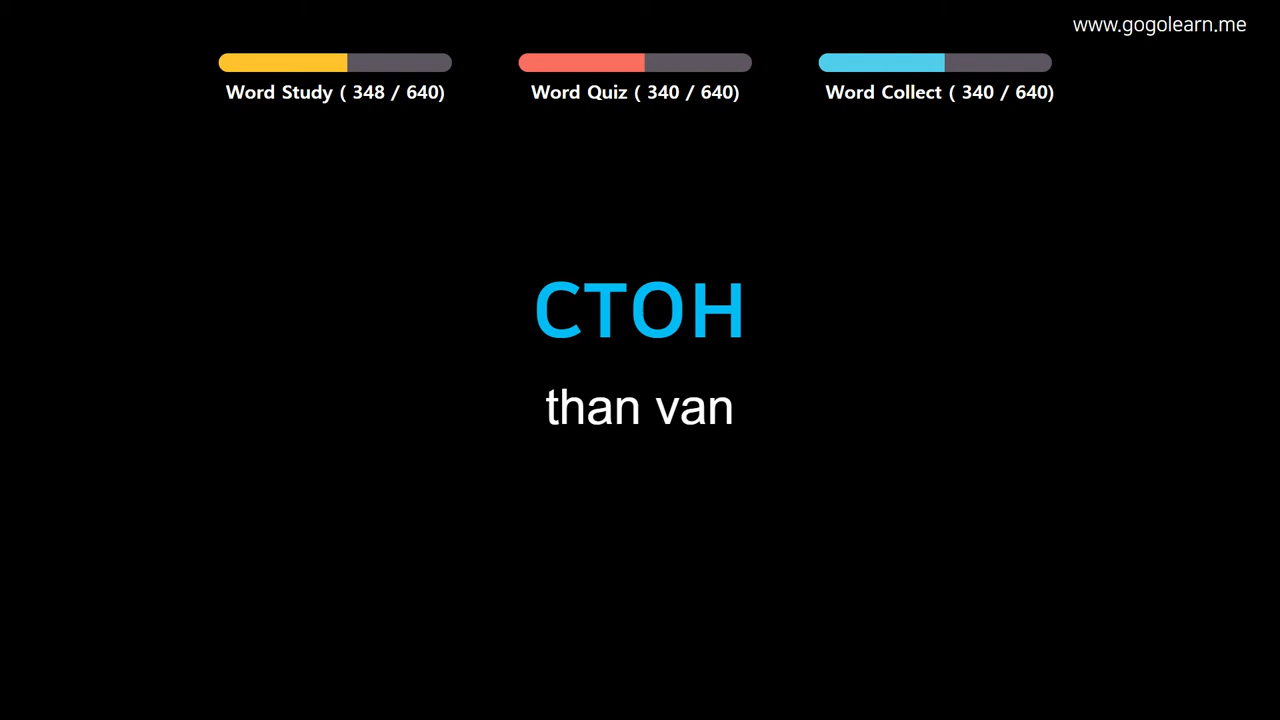 www.gogolearn.me
Word Study ( 348 / 640)
Word Quiz ( 340 / 640)
Word Collect ( 340 / 640)
СТОН
than van